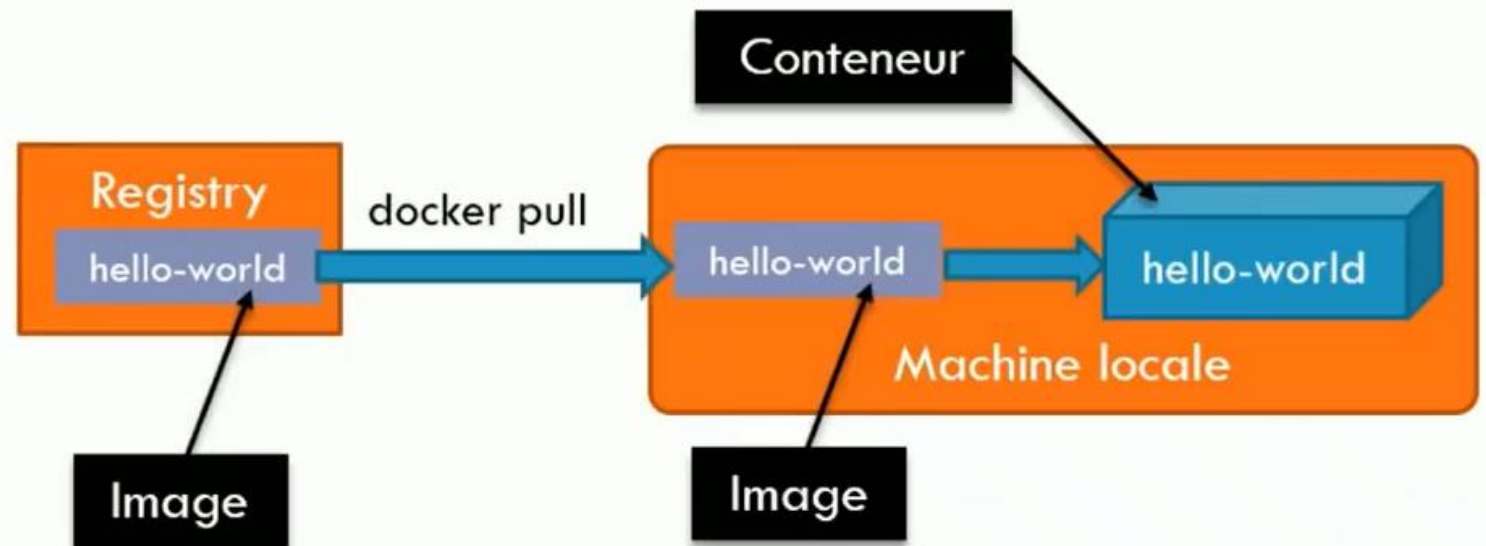 Conteneur
Registry
docker pull
hello-world
hello-world
hello-world
Machine locale
Image
Image